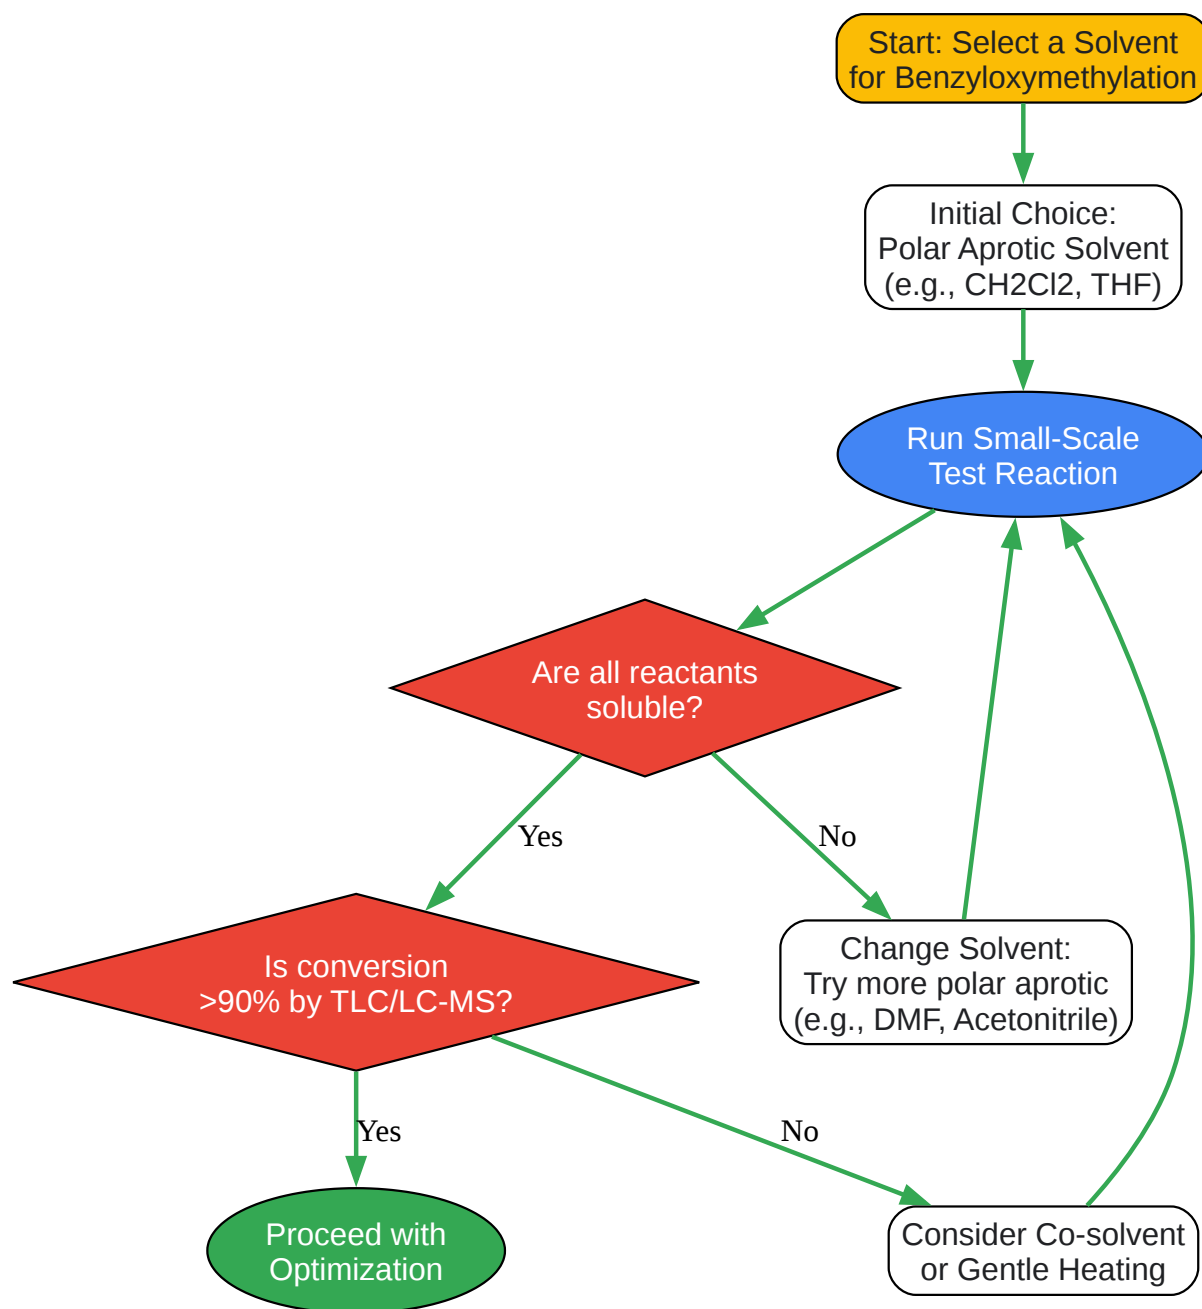 Start: Select a Solvent
for Benzyloxymethylation
Initial Choice:
Polar Aprotic Solvent
(e.g., CH2Cl2, THF)
Run Small-Scale
Test Reaction
Are all reactants
soluble?
Yes
No
Is conversion
>90% by TLC/LC-MS?
Change Solvent:
Try more polar aprotic
(e.g., DMF, Acetonitrile)
Yes
No
Proceed with
Optimization
Consider Co-solvent
or Gentle Heating